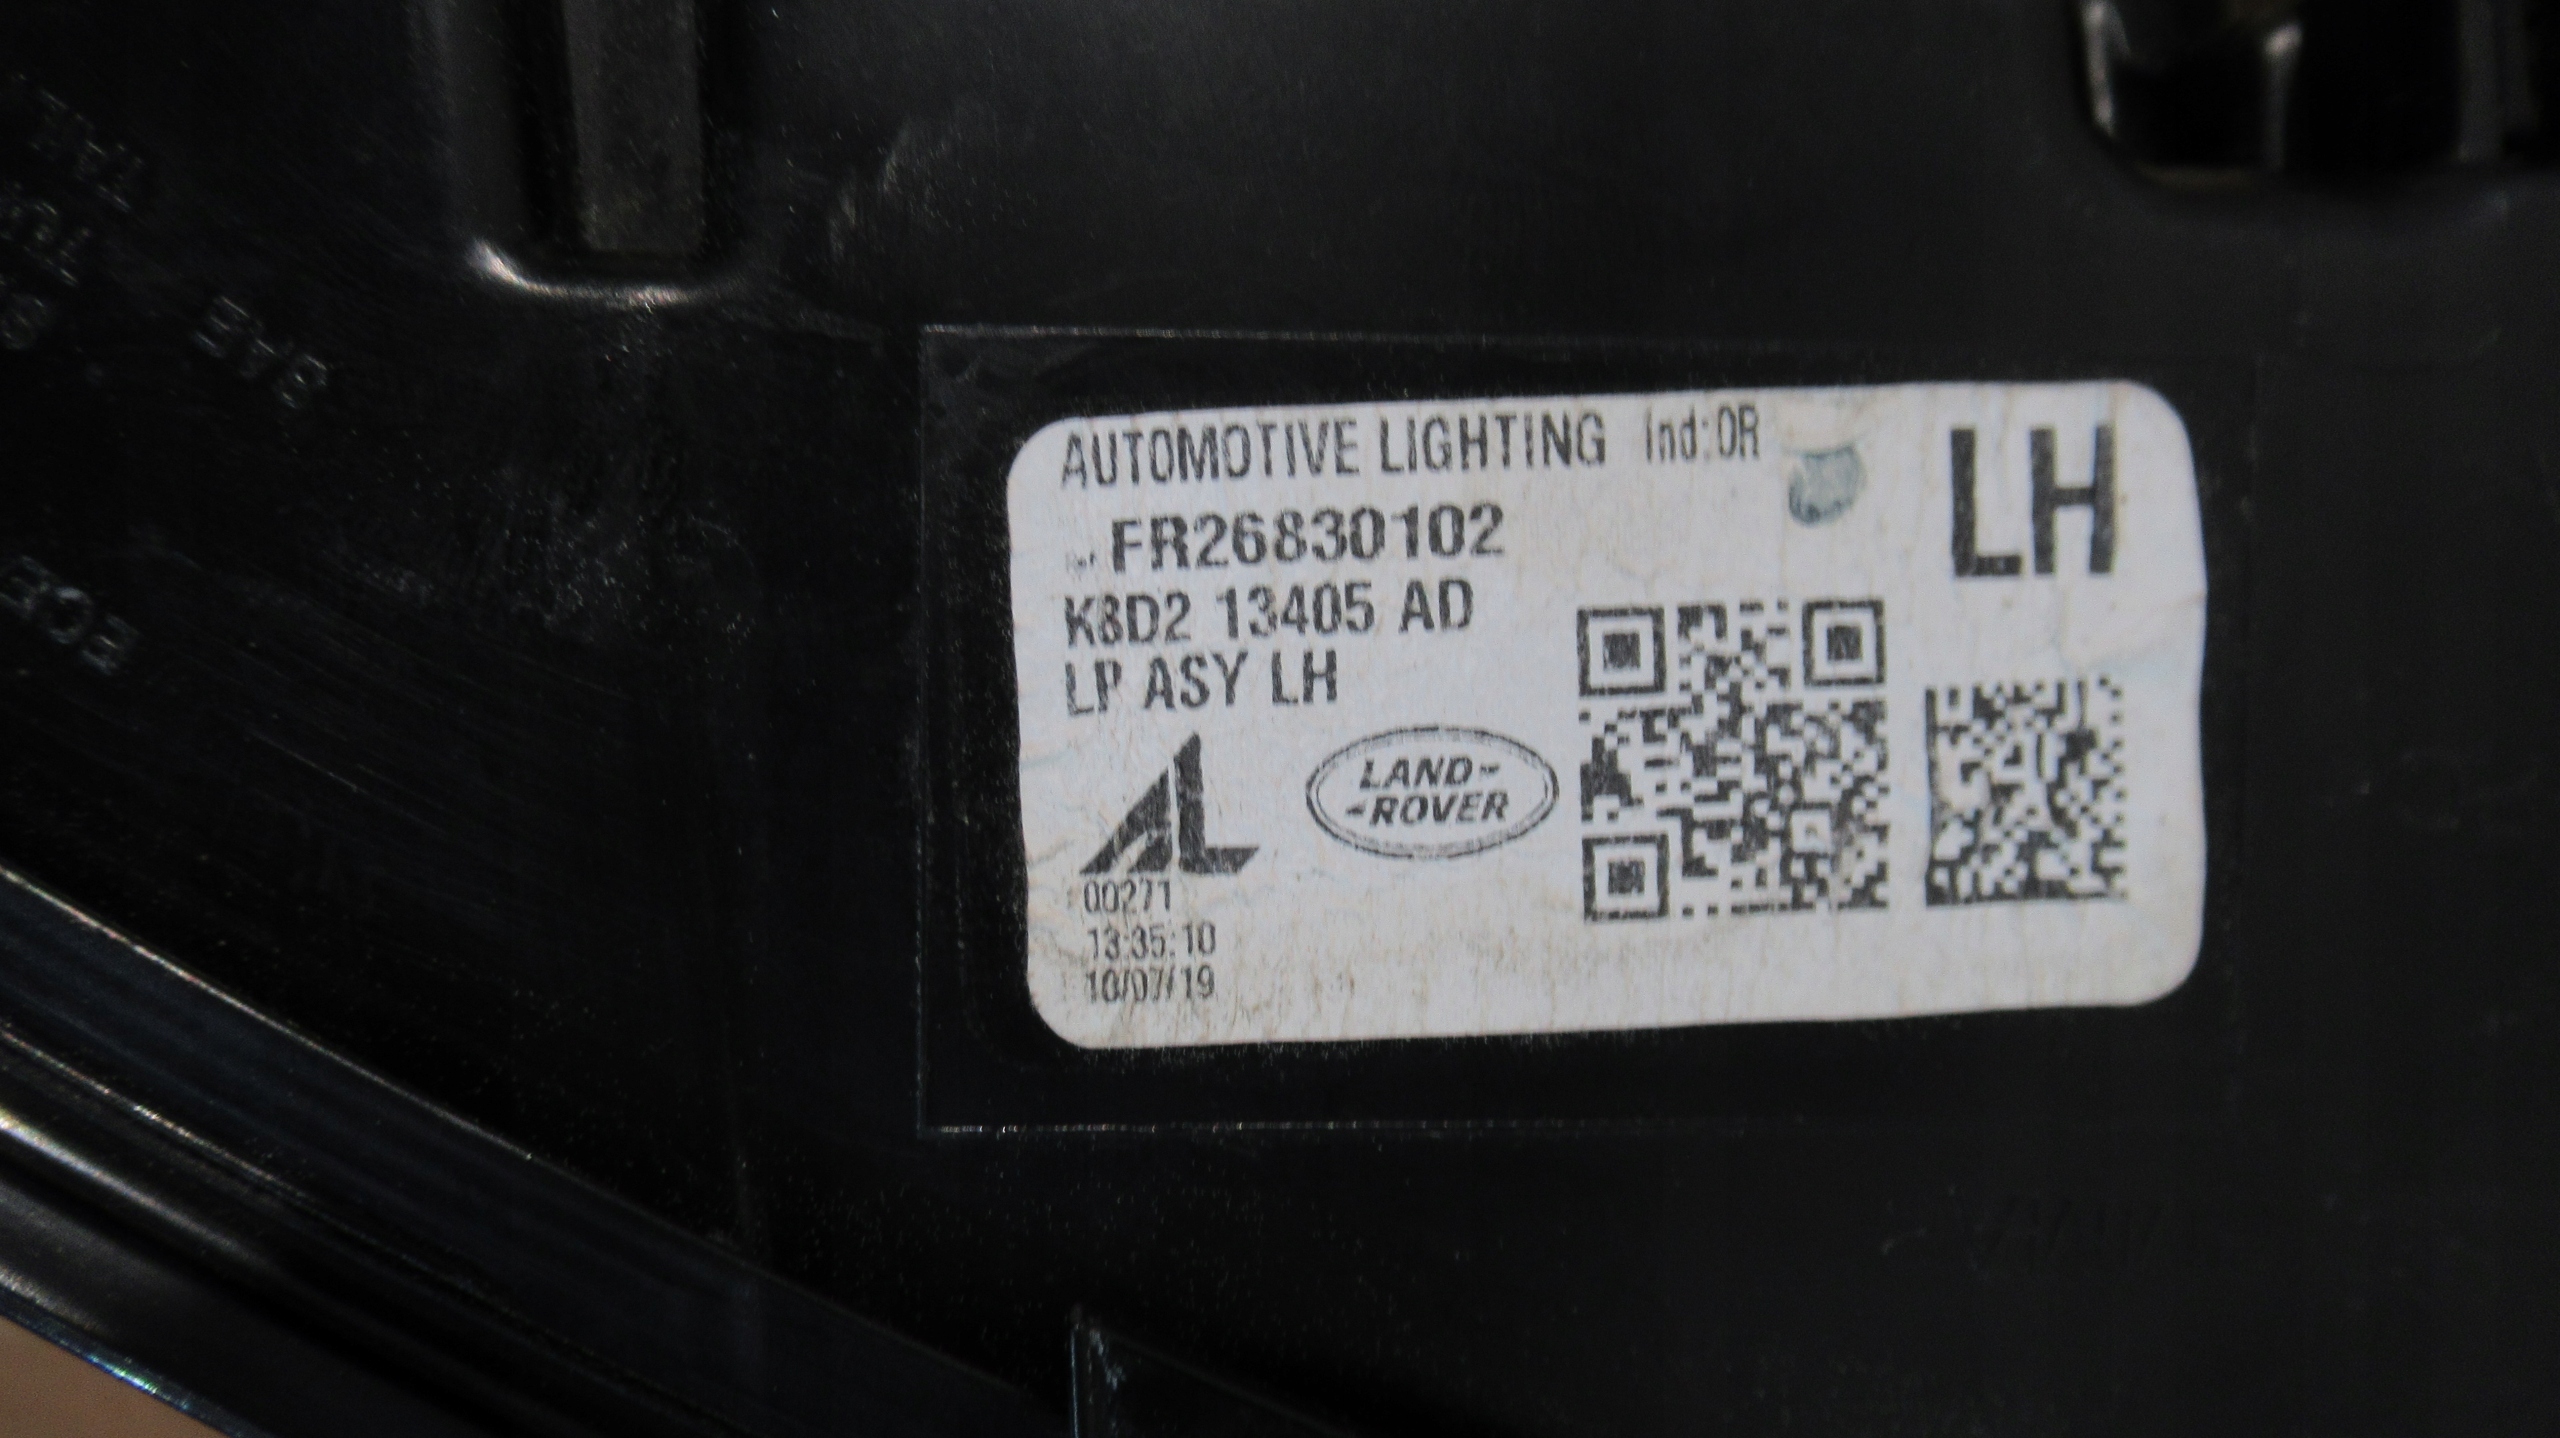 AUTOMOTIVE LIGHTING Ind:0R
LH
FR26830102
K8D2 13405 AD
LP ASY LH
AL
LAND-
-ROVER
00271
13:35:10
10/07/19